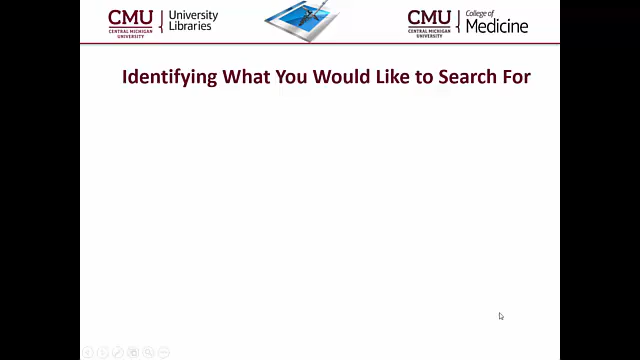 CMU University Libraries
CENTRAL MICHIGAN UNIVERSITY
CMU College of Medicine
CENTRAL MICHIGAN UNIVERSITY
Identifying What You Would Like to Search For